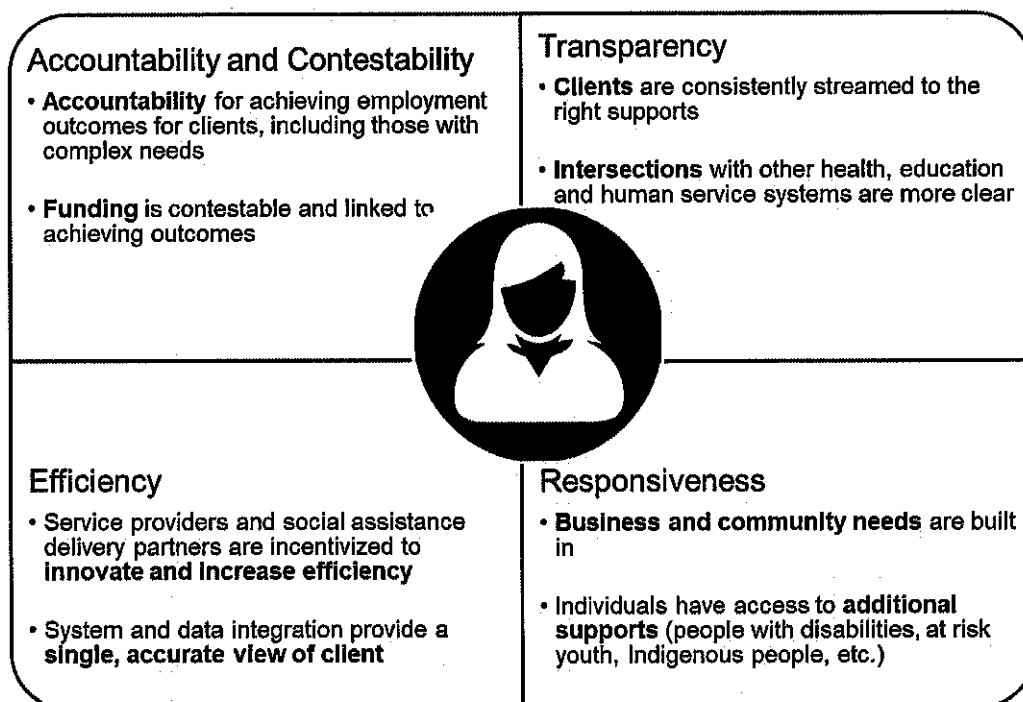 Accountability and Contestability
• Accountability for achieving employment
outcomes for clients, including those with
complex needs
• Funding is contestable and linked to
achieving outcomes
Transparency
• Clients are consistently streamed to the
right supports
• Intersections with other health, education
and human service systems are more clear
Efficiency
• Service providers and social assistance
delivery partners are incentivized to
innovate and increase efficiency
• System and data integration provide a
single, accurate view of client
Responsiveness
• Business and community needs are built
in
• Individuals have access to additional
supports (people with disabilities, at risk
youth, Indigenous people, etc.)